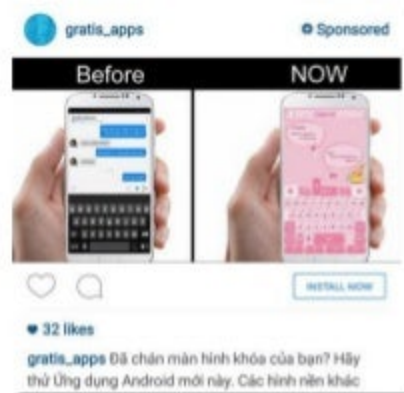 gratis_apps
Sponsored
Before
NOW
INSTALL NOW
32 likes
gratis_apps Đã chán màn hình khóa của bạn? Hãy
thử Ứng dụng Android mới này. Các hình nền khác